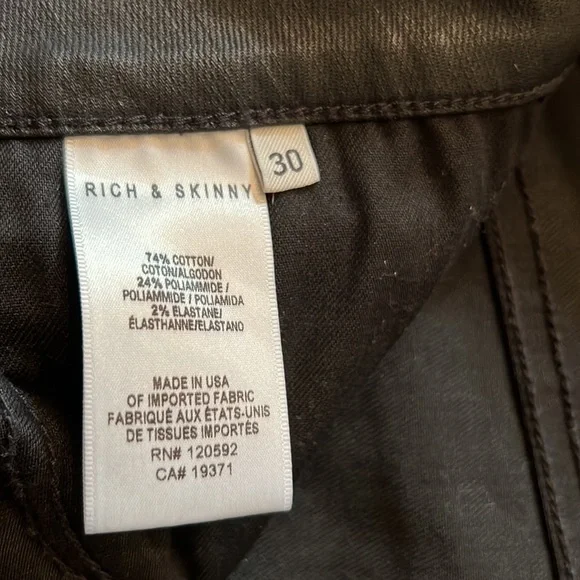 30
RICH & SKINNY
74% COTTON/
COTON/ALGODON
24% POLIAMMIDE/
POLIAMMIDE / POLIAMIDA
2% ELASTANE/
ÉLASTHANNE/ELASTANO
MADE IN USA
OF IMPORTED FABRIC
FABRIQUÉ AUX ÉTATS-UNIS
DE TISSUES IMPORTÉS
RN# 120592
CA# 19371